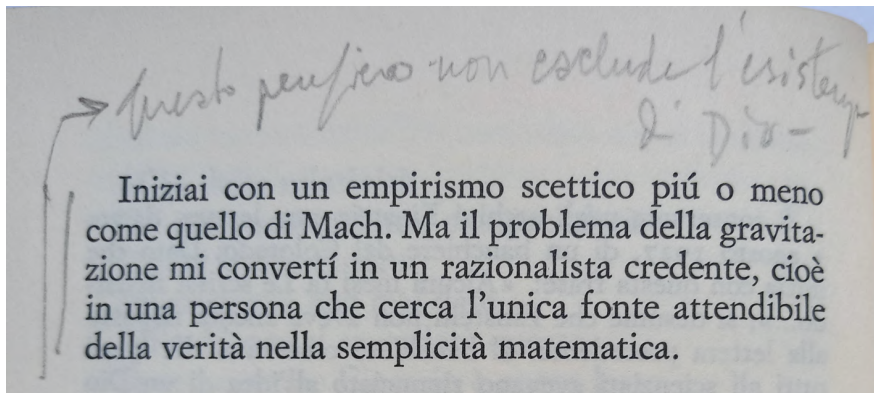 Questo pensiero non esclude l'esistenza
di Dio-
Iniziai con un empirismo scettico piú o meno
come quello di Mach. Ma il problema della gravita-
zione mi convertí in un razionalista credente, cioè
in una persona che cerca l'unica fonte attendibile
della verità nella semplicità matematica.